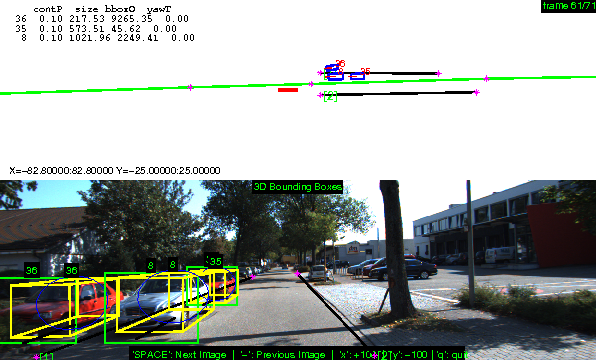 frame 61/71
contP size bboxO yawT
36 0.10 217.53 9265.35 0.00
35 0.10 573.51 45.62 0.00
8 0.10 1021.96 2249.41 0.00
36
35
[2]
X=-82.80000:82.80000 Y=-25.00000:25.00000
3D Bounding Boxes
36 36 8 8 35
[1]
'SPACE': Next Image | '-': Previous Image | 'x': +10
'y': -100 | 'q': quit